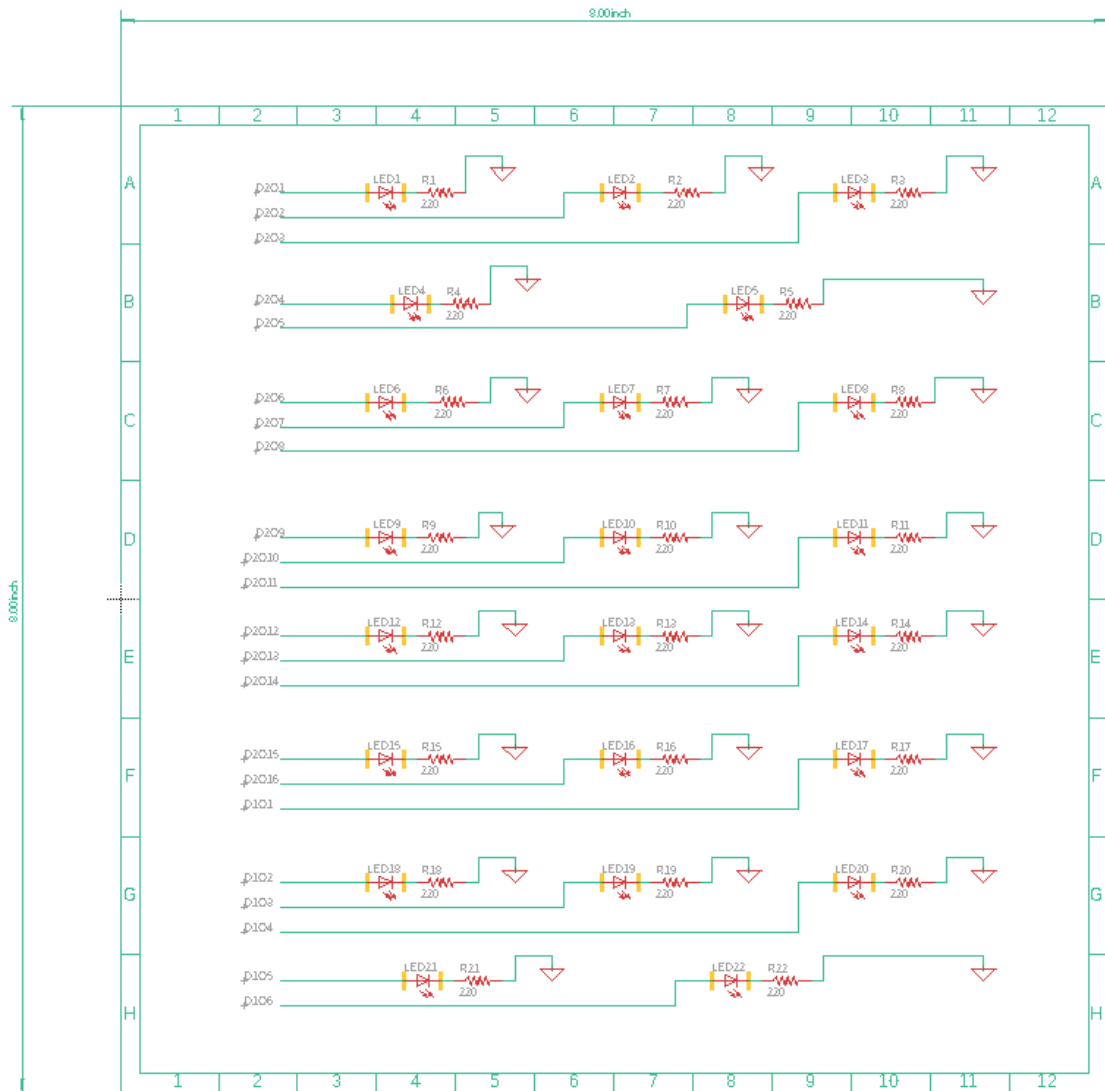 8.00inch
1 2 3 4 5 6 7 8 9 10 11 12
A A
LED1 R1 LED2 R2 LED3 R3
D2O1
220 220 220
D2O2
D2O3
B B
LED4 R4 LED5 R5
D2O4
220 220
D2O5
C C
LED6 R6 LED7 R7 LED8 R8
D2O6
220 220 220
D2O7
D2O8
D D
LED9 R9 LED10 R10 LED11 R11
D2O9
220 220 220
D2O10
D2O11
8.00inch
E E
LED12 R12 LED13 R13 LED14 R14
D2O12
220 220 220
D2O13
D2O14
F F
LED15 R15 LED16 R16 LED17 R17
D2O15
220 220 220
D2O16
D1O1
G G
LED18 R18 LED19 R19 LED20 R20
D1O2
220 220 220
D1O3
D1O4
LED21 R21 LED22 R22
D1O5
220 220
D1O6
H H
1 2 3 4 5 6 7 8 9 10 11 12